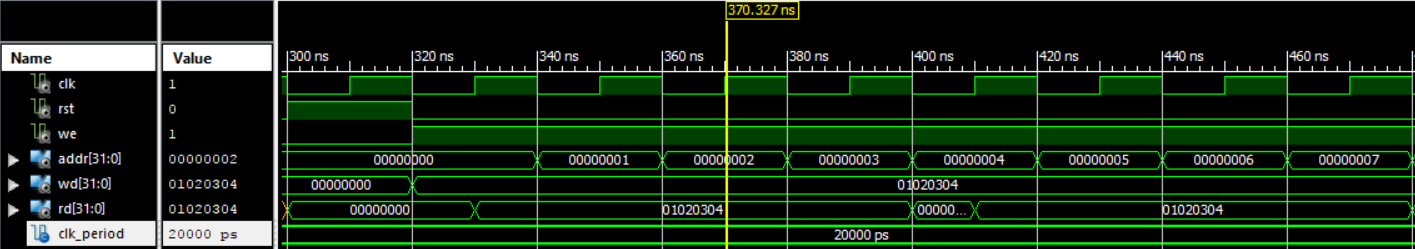 370.327 ns
Name Value 300 ns 320 ns 340 ns 360 ns 380 ns 400 ns 420 ns 440 ns 460 ns
clk 1
rst 0
we 1
addr[31:0] 00000002 00000000 00000001 00000002 00000003 00000004 00000005 00000006 00000007
wd[31:0] 01020304 00000000 01020304
rd[31:0] 01020304 00000000 01020304 00000... 01020304
clk_period 20000 ps 20000 ps